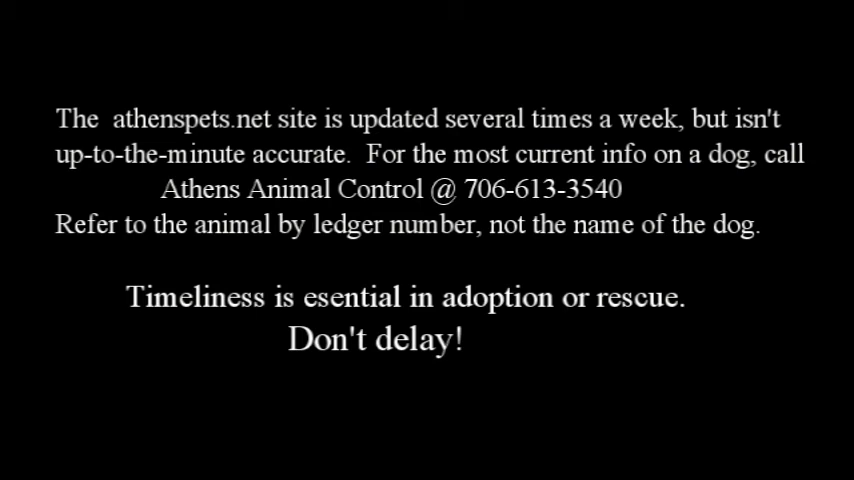 The  athenspets.net site is updated several times a week, but isn't
up-to-the-minute accurate.  For the most current info on a dog, call
Athens Animal Control @ 706-613-3540
Refer to the animal by ledger number, not the name of the dog.
Timeliness is esential in adoption or rescue.
Don't delay!